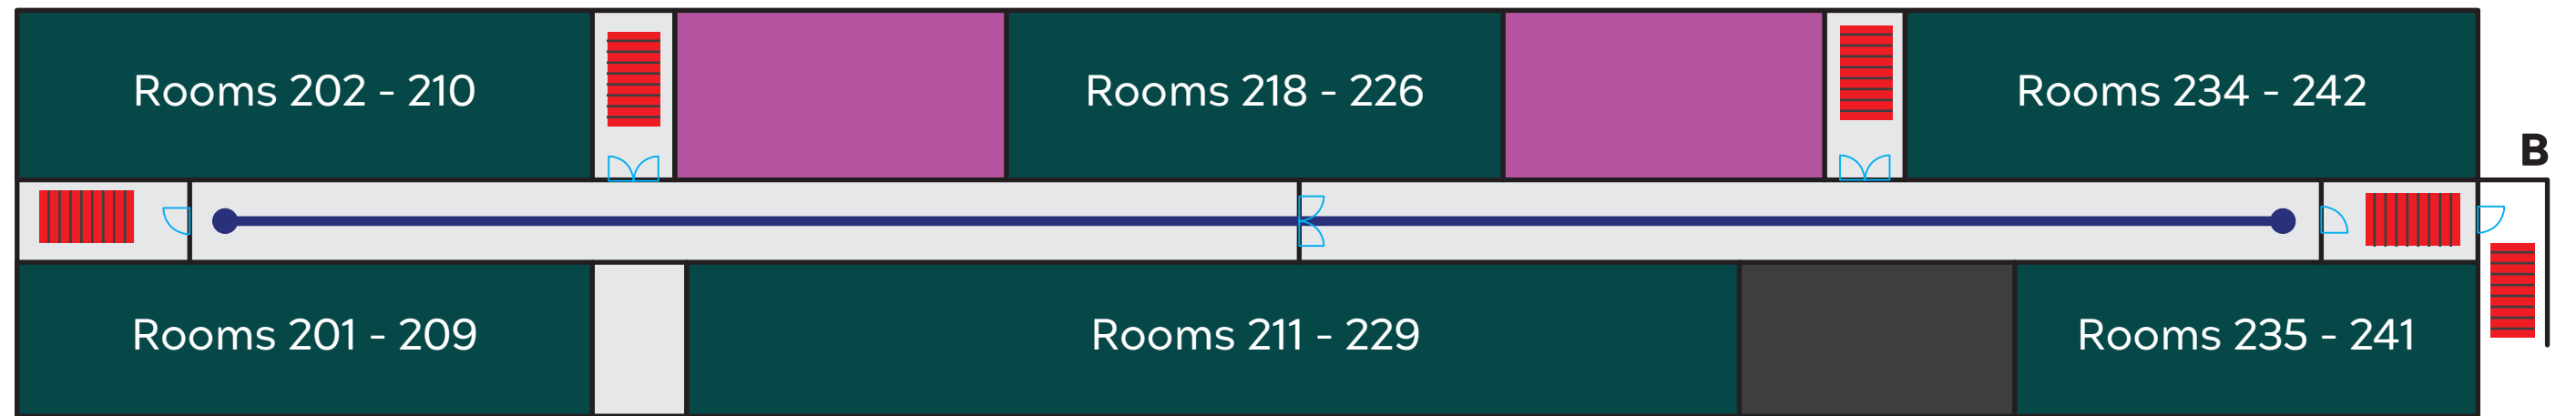 Rooms 202 - 210
Rooms 218 - 226
Rooms 234 - 242
B
Rooms 201 - 209
Rooms 211 - 229
Rooms 235 - 241